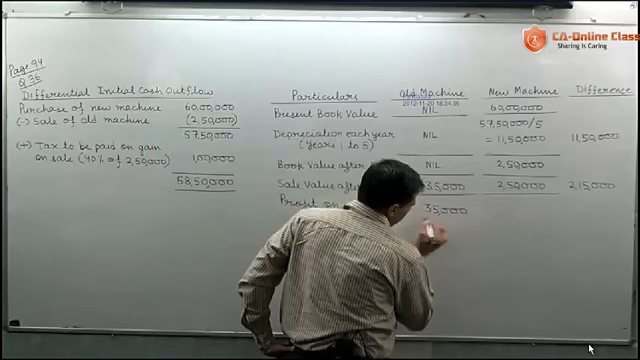 CA-Online Class
Sharing is Caring
Page 94
Q 36
Differential Initial Cash Outflow
Purchase of new machine 60,00,000
(-) Sale of old machine (2,50,000)
57,50,000
(+) Tax to be paid on gain
on sale (40% of 2,50,000) 1,00,000
58,50,000
Particulars Old Machine New Machine Difference
2012-11-20 18:34:36
Present Book Value NIL 60,00,000
Depreciation each year
(Years 1 to 5) NIL 57,50,000/5
= 11,50,000 11,50,000
Book Value after NIL 2,50,000
Sale Value after 35,000 2,50,000 2,15,000
Profit on 35,000